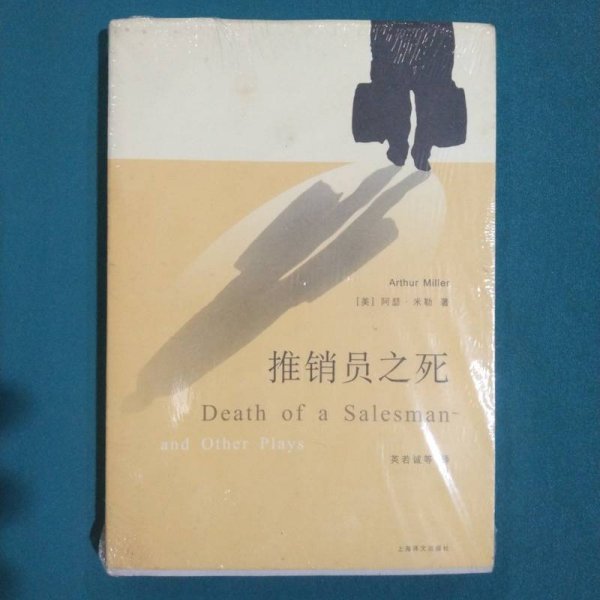 Arthur Miller
[美] 阿瑟·米勒 著
推销员之死
Death of a Salesman
and Other Plays
英若诚等 译
上海译文出版社